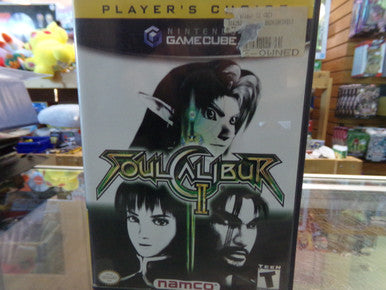 PLAYER'S CHOICE
NINTENDO
GAMECUBE
-OWNED
SOULCALIBUR
II
TEEN
T
namco